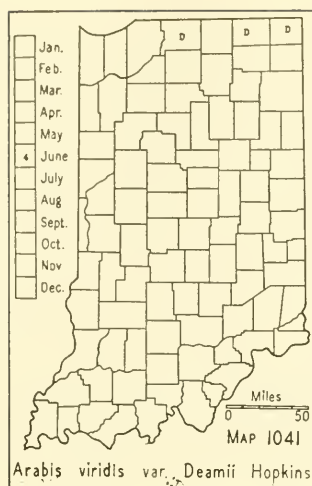 D D D
Jan.
Feb.
Mar.
Apr.
May
4 June
July
Aug
Sept.
Oct.
Nov
Dec.
Miles
0 50
MAP 1041
Arabis viridis var. Deamii Hopkins